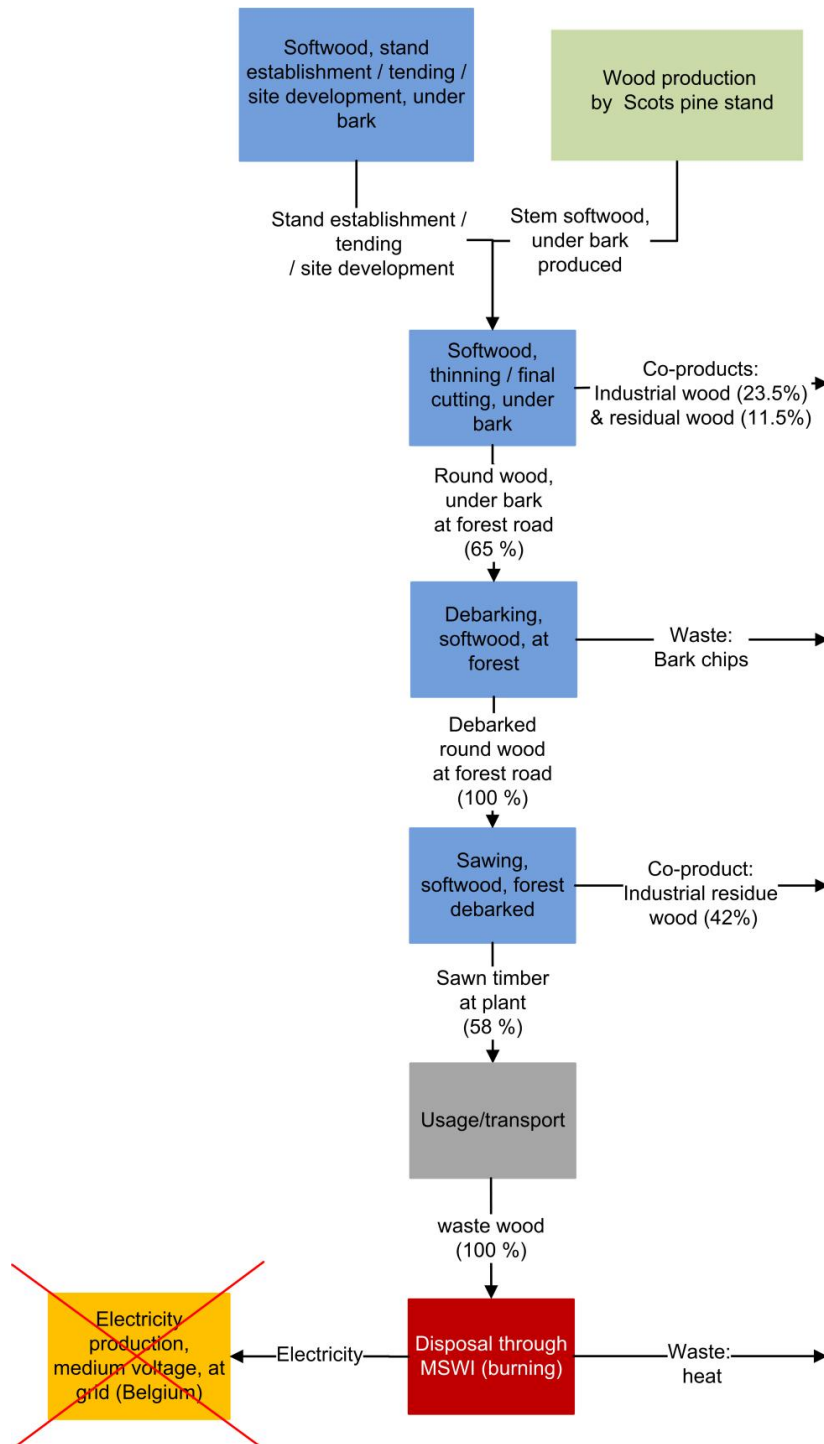 Softwood, stand
establishment / tending /
site development, under
bark
Wood production
by Scots pine stand
Stand establishment /
tending
/ site development
Stem softwood,
under bark
produced
Softwood,
thinning / final
cutting, under
bark
Co-products:
Industrial wood (23.5%)
& residual wood (11.5%)
Round wood,
under bark
at forest road
(65 %)
Debarking,
softwood, at
forest
Waste:
Bark chips
Debarked
round wood
at forest road
(100 %)
Sawing,
softwood, forest
debarked
Co-product:
Industrial residue
wood (42%)
Sawn timber
at plant
(58 %)
Usage/transport
waste wood
(100 %)
Electricity
production,
medium voltage, at
grid (Belgium)
Electricity
Disposal through
MSWI (burning)
Waste:
heat